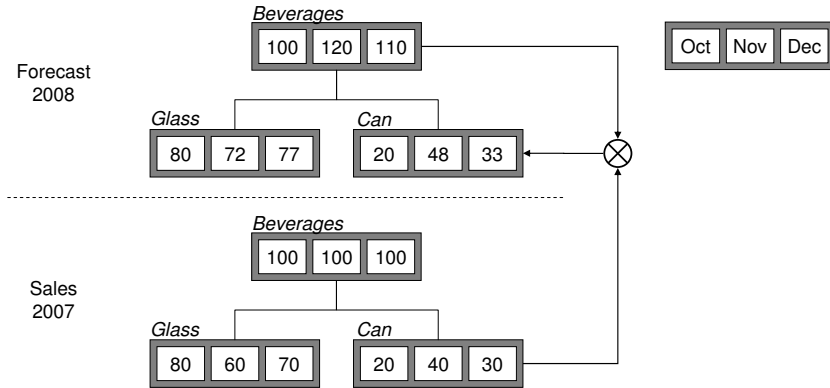 Beverages
100 120 110
Oct Nov Dec
Forecast
2008
Glass Can
80 72 77 20 48 33
Beverages
100 100 100
Sales
2007
Glass Can
80 60 70 20 40 30